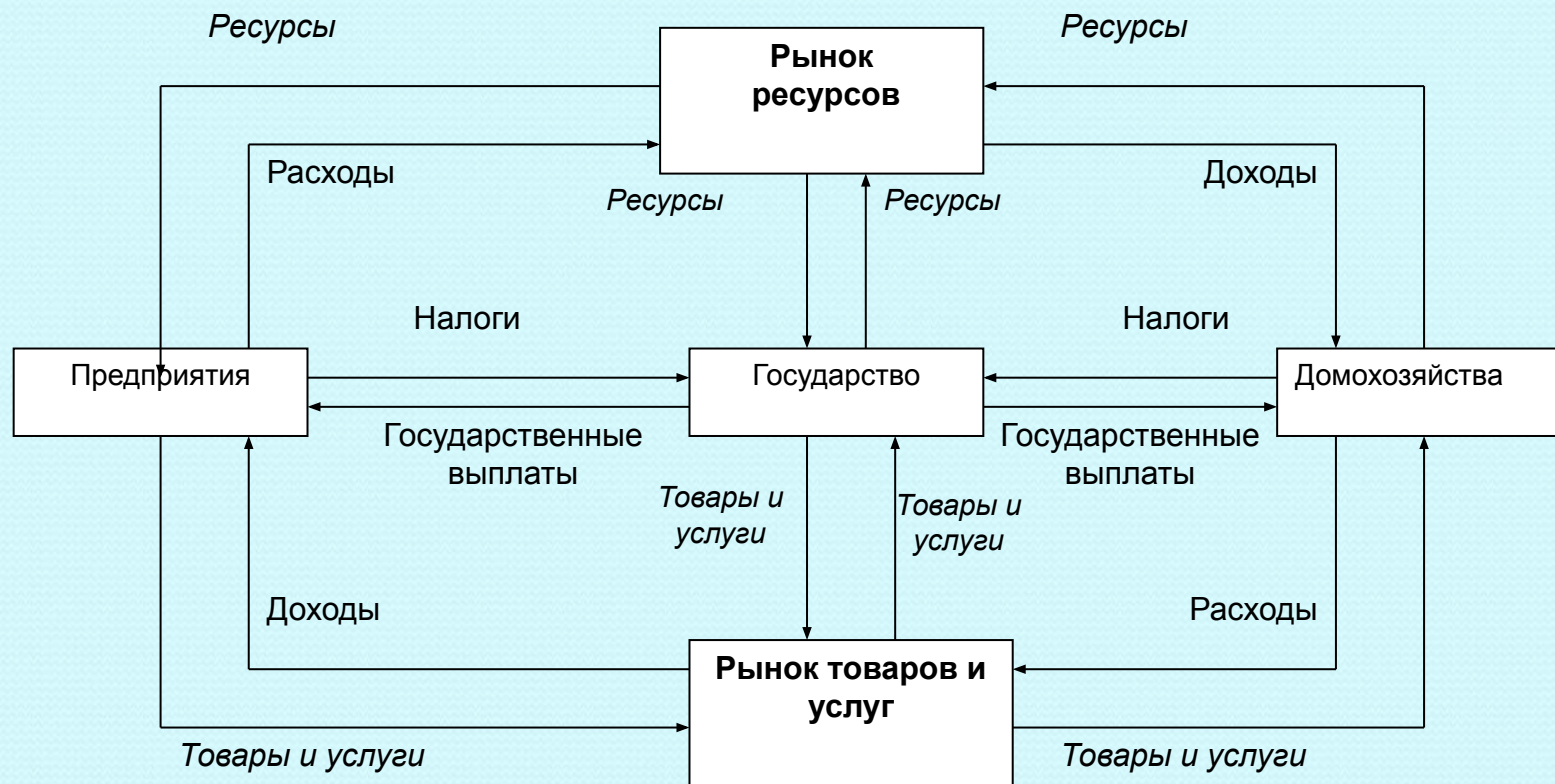 Ресурсы
Ресурсы
Рынок
ресурсов
Расходы
Доходы
Ресурсы
Ресурсы
Налоги
Налоги
Предприятия
Государство
Домохозяйства
Государственные
выплаты
Государственные
выплаты
Товары и
услуги
Товары и
услуги
Доходы
Расходы
Рынок товаров и
услуг
Товары и услуги
Товары и услуги